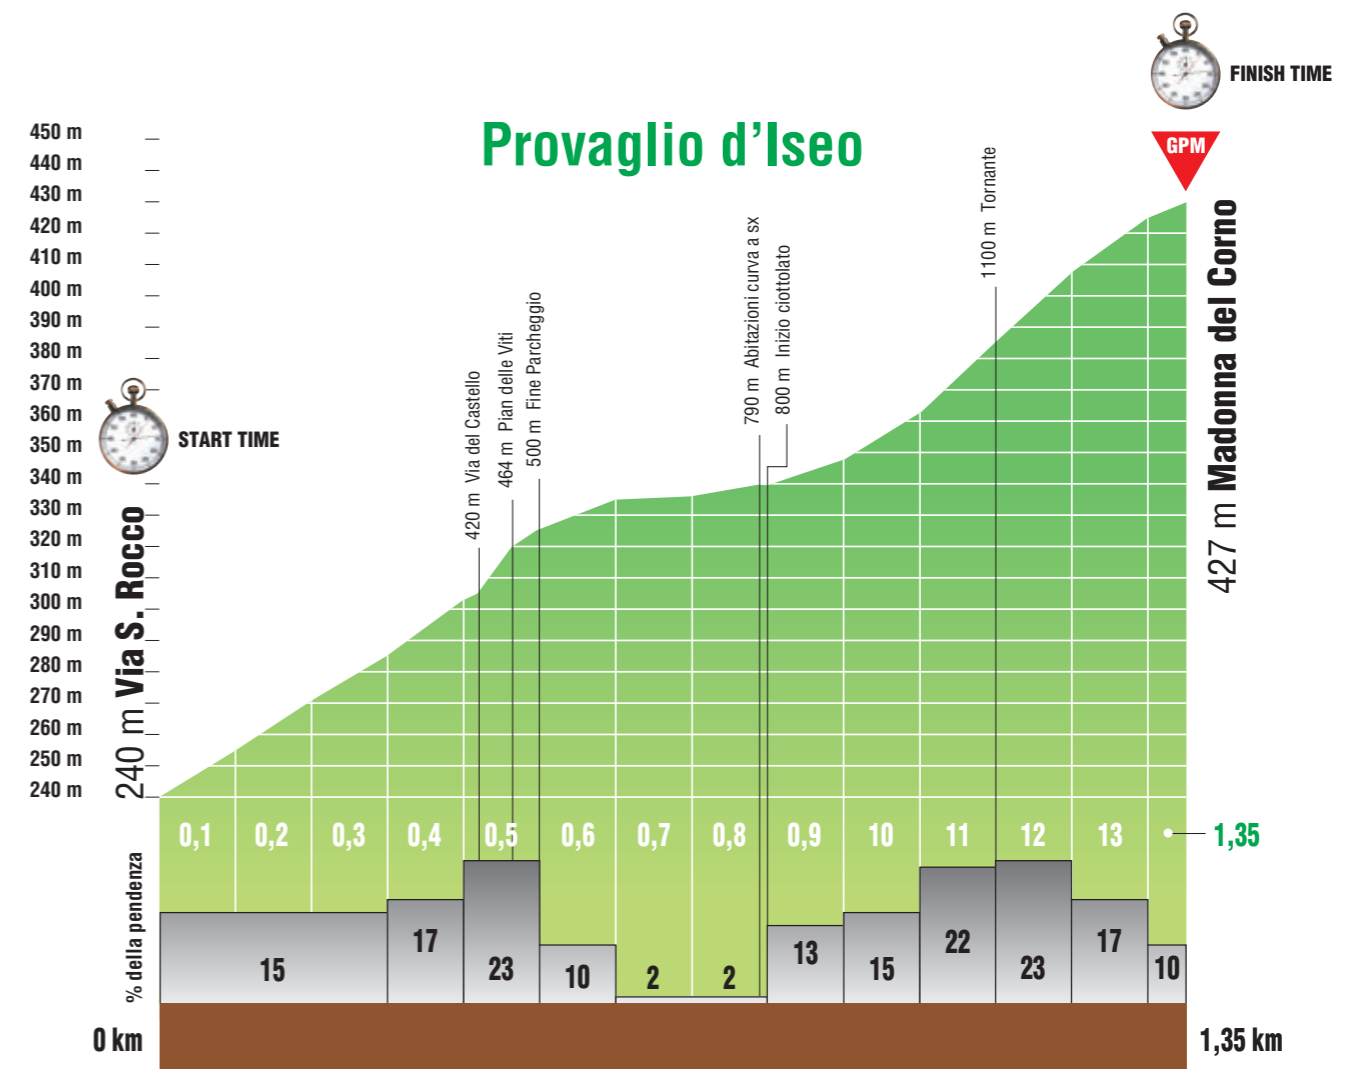 FINISH TIME
Provaglio d’Iseo
GPM
450 m
440 m
430 m
420 m
410 m
400 m
390 m
380 m
370 m
360 m
350 m
340 m
330 m
320 m
310 m
300 m
290 m
280 m
270 m
260 m
250 m
240 m
START TIME
240 m Via S. Rocco
420 m Via del Castello
464 m Pian delle Viti
500 m Fine Parcheggio
790 m Abitazioni curva a sx
800 m Inizio ciottolato
1100 m Tornante
427 m Madonna del Corno
0,1 0,2 0,3 0,4 0,5 0,6 0,7 0,8 0,9 10 11 12 13 1,35
% della pendenza
15 17 23 10 2 2 13 15 22 23 17 10
0 km
1,35 km